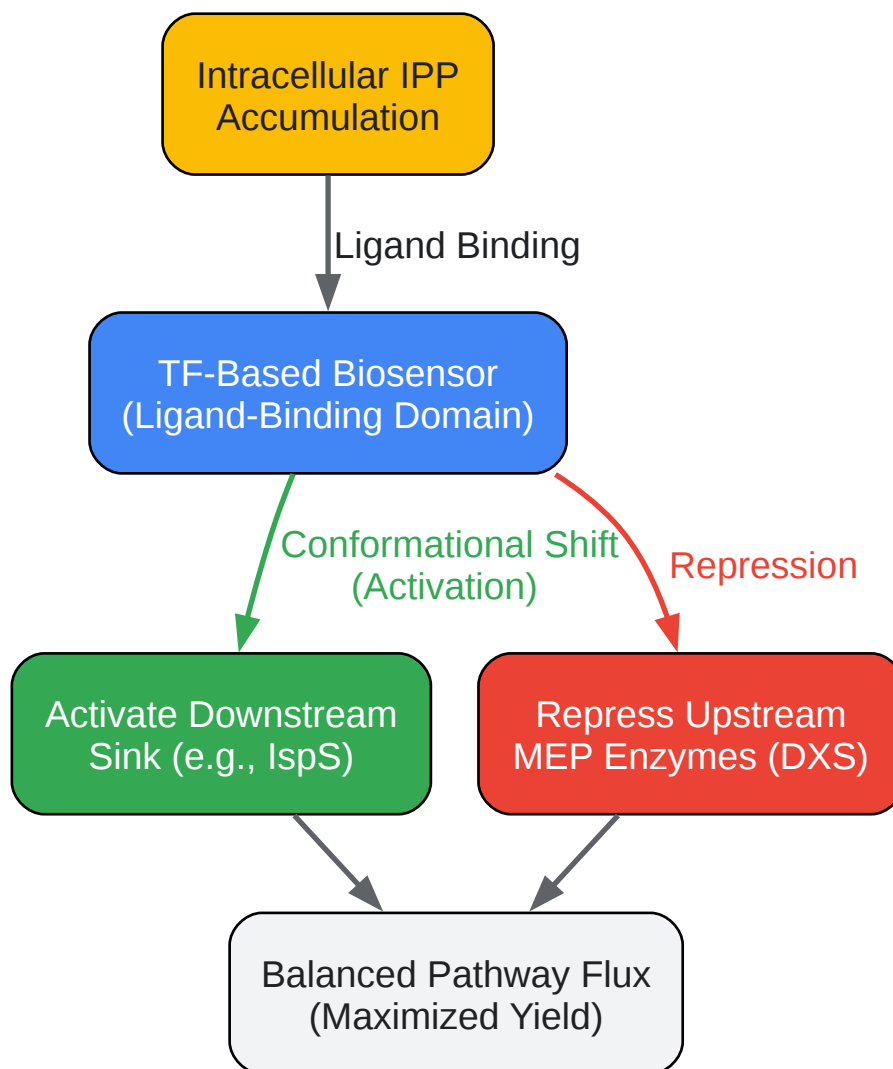 Intracellular IPP
Accumulation
Ligand Binding
TF-Based Biosensor
(Ligand-Binding Domain)
Conformational Shift
(Activation)
Repression
Activate Downstream
Sink (e.g., IspS)
Repress Upstream
MEP Enzymes (DXS)
Balanced Pathway Flux
(Maximized Yield)